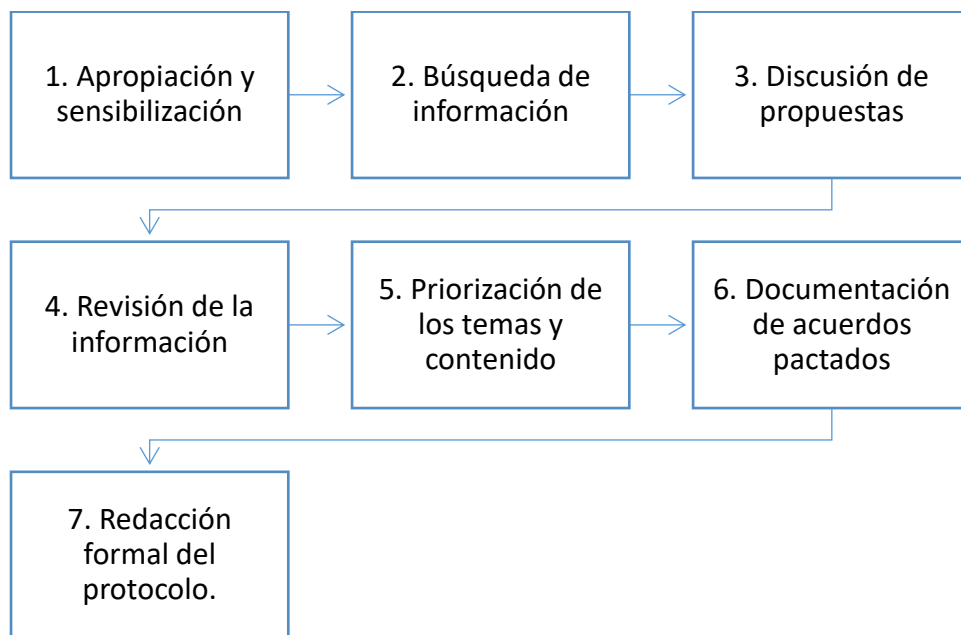 1. Apropiación y
sensibilización
2. Búsqueda de
información
3. Discusión de
propuestas
4. Revisión de la
información
5. Priorización de
los temas y
contenido
6. Documentación
de acuerdos
pactados
7. Redacción
formal del
protocolo.